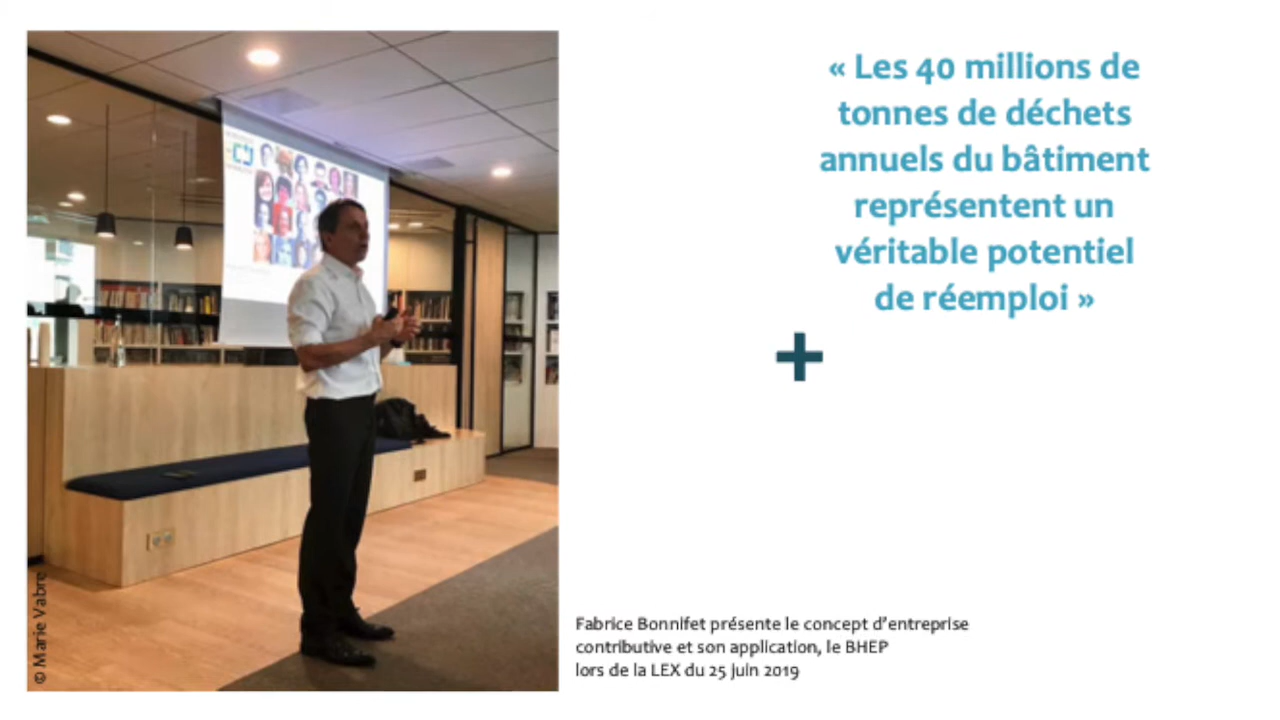 « Les 40 millions de
tonnes de déchets
annuels du bâtiment
représentent un
véritable potentiel
de réemploi »
+
Fabrice Bonnifet présente le concept d'entreprise
contributive et son application, le BHEP
lors de la LEX du 25 juin 2019
© Marie Vabre